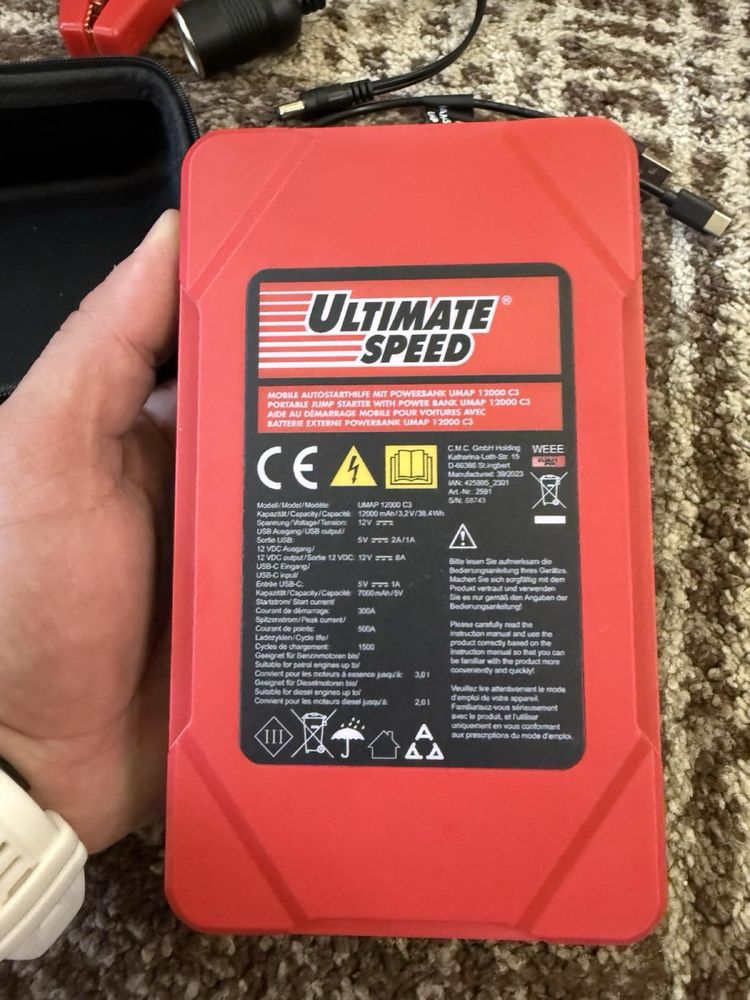 ULTIMATE
SPEED
®
MOBILE AUTOSTARTHILFE MIT POWERBANK UMAP 12000 C3
PORTABLE JUMP STARTER WITH POWER BANK UMAP 12000 C3
AIDE AU DÉMARRAGE MOBILE POUR VOITURES AVEC
BATTERIE EXTERNE POWERBANK UMAP 12000 C3
CE
C.M.C. GmbH Holding
Katharina-Loth-Str. 15
D-66386 St.Ingbert
Manufactured: 39/2023
IAN: 425895_2301
Art.-Nr.: 2591
S/N: 68743
WEEE
Modell/Model/Modèle: UMAP 12000 C3
Kapazität/Capacity/Capacité: 12000 mAh/3,2V/38,4Wh
Spannung/Voltage/Tension: 12V
USB Ausgang/USB output/
Sortie USB: 5V 2A/1A
12 VDC Ausgang/
12 VDC output/Sortie 12 VDC: 12V 8A
USB-C Eingang/
USB-C input/
Entrée USB-C: 5V 1A
Kapazität/Capacity/Capacité: 7000mAh/5V
Startstrom/Start current/
Courant de démarrage: 300A
Spitzenstrom/Peak current/
Courant de pointe: 500A
Ladezyklen/Cycle life/
Cycles de chargement: 1500
Geeignet für Benzinmotoren bis/
Suitable for petrol engines up to/
Convient pour les moteurs à essence jusqu'à: 3,0 l
Geeignet für Dieselmotoren bis/
Suitable for diesel engines up to/
Convient pour les moteurs diesel jusqu'à: 2,0 l
Bitte lesen Sie aufmerksam die
Bedienungsanleitung Ihres Gerätes.
Machen Sie sich sorgfältig mit dem
Produkt vertraut und verwenden
Sie es nur gemäß den Angaben der
Bedienungsanleitung!
Please carefully read the
instruction manual and use the
product correctly based on the
instruction manual so that you can
be familiar with the product more
conveniently and quickly!
Veuillez lire attentivement le mode
d'emploi de votre appareil.
Familiarisez-vous sérieusement
avec le produit, et l'utiliser
uniquement en vous conformant
aux prescriptions du mode d'emploi.
III